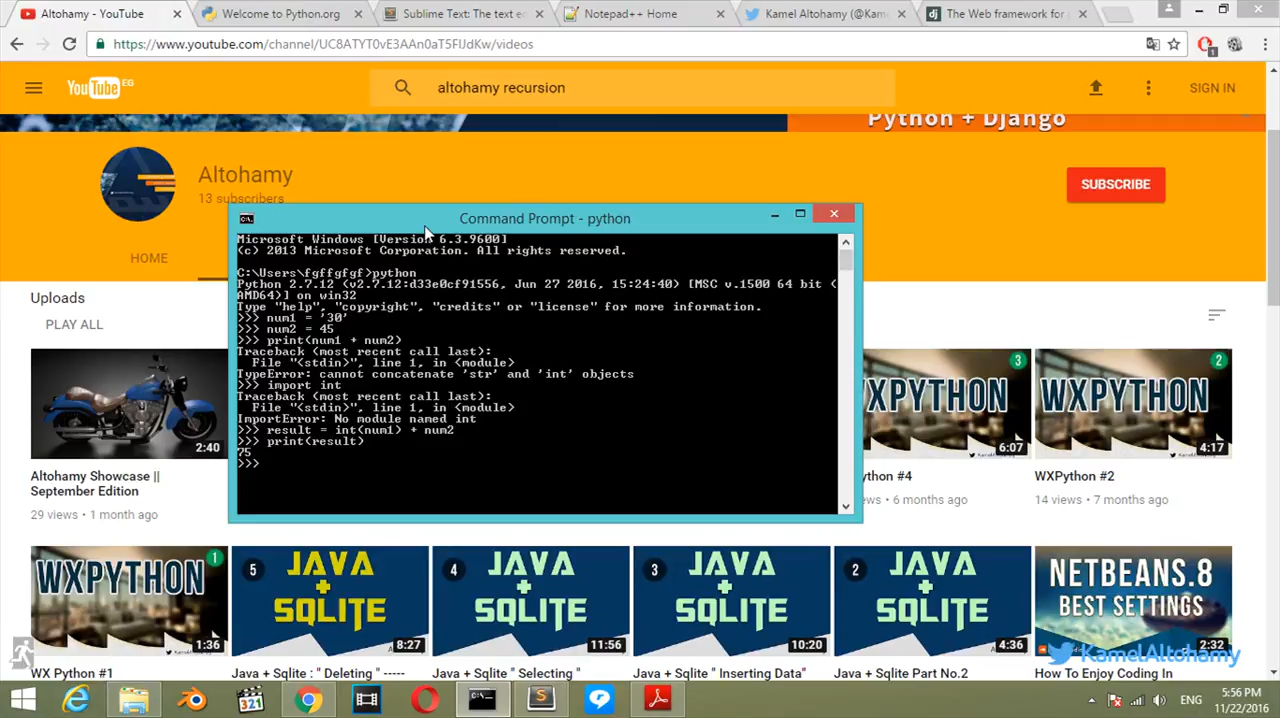 Altohamy - YouTube
Welcome to Python.org
Sublime Text: The text ed
Notepad++ Home
Kamel Altohamy (@Kam
The Web framework for p
https://www.youtube.com/channel/UC8ATYT0vE3AAn0aT5FIJdKw/videos
YouTube EG
altohamy recursion
SIGN IN
Python + Django
Altohamy
13 subscribers
SUBSCRIBE
HOME
Uploads
PLAY ALL
Command Prompt - python
Microsoft Windows [Version 6.3.9600]
(c) 2013 Microsoft Corporation. All rights reserved.
C:\Users\fgffgfgf>python
Python 2.7.12 (v2.7.12:d33e0cf91556, Jun 27 2016, 15:24:40) [MSC v.1500 64 bit (
AMD64)] on win32
Type "help", "copyright", "credits" or "license" for more information.
>>> num1 = '30'
>>> num2 = 45
>>> print(num1 + num2)
Traceback (most recent call last):
  File "<stdin>", line 1, in <module>
TypeError: cannot concatenate 'str' and 'int' objects
>>> import int
Traceback (most recent call last):
  File "<stdin>", line 1, in <module>
ImportError: No module named int
>>> result = int(num1) + num2
>>> print(result)
75
>>>
2:40
Altohamy Showcase ||
September Edition
29 views • 1 month ago
XPYTHON
3
6:07
ython #4
ws • 6 months ago
WXPYTHON
2
4:17
WXPython #2
14 views • 7 months ago
WXPYTHON
1
1:36
WX Python #1
5
JAVA
+
SQLITE
8:27
Java + Sqlite : " Deleting " -----
4
JAVA
+
SQLITE
11:56
Java + Sqlite " Selecting "
3
JAVA
+
SQLITE
10:20
Java + Sqlite " Inserting Data"
2
JAVA
+
SQLITE
4:36
Java + Sqlite Part No.2
NETBEANS.8
BEST SETTINGS
2:32
How To Enjoy Coding In
KamelAltohamy
321
ENG
5:56 PM
11/22/2016